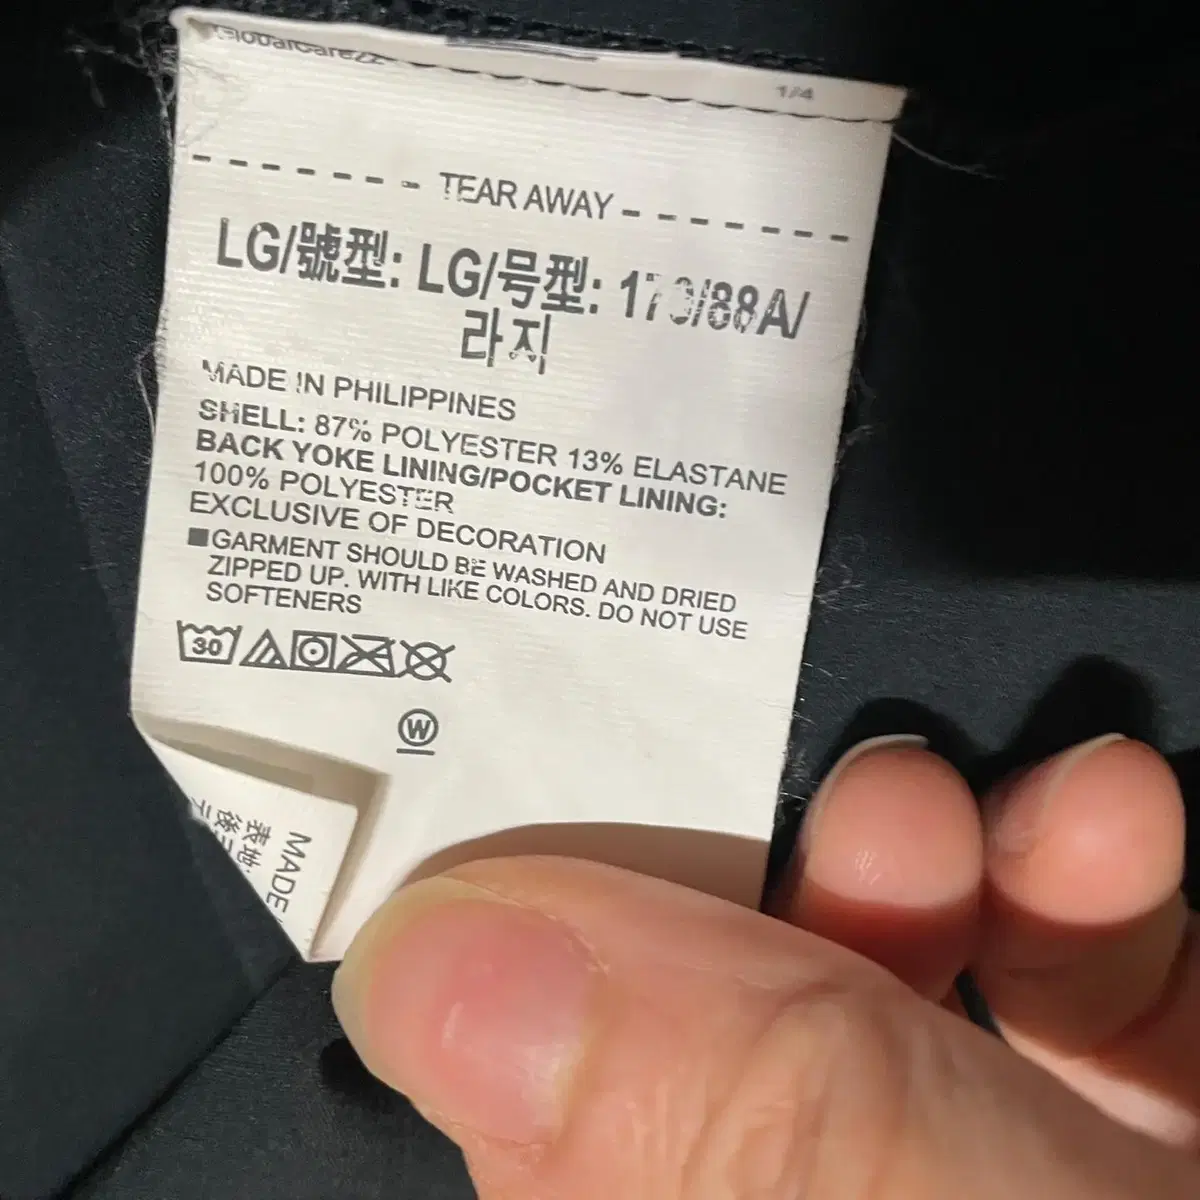 GlobalCare22
1/4
TEAR AWAY
LG/號型: LG/号型: 170/88A/
라지
MADE IN PHILIPPINES
SHELL: 87% POLYESTER 13% ELASTANE
BACK YOKE LINING/POCKET LINING:
100% POLYESTER
EXCLUSIVE OF DECORATION
■GARMENT SHOULD BE WASHED AND DRIED
ZIPPED UP. WITH LIKE COLORS. DO NOT USE
SOFTENERS
30
W
MADE